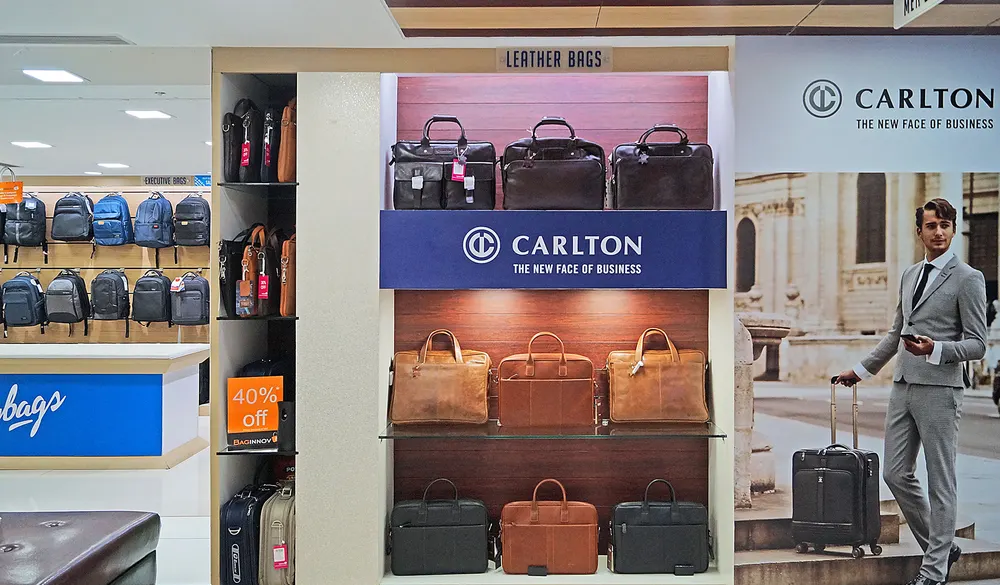 MEN'S
LEATHER BAGS
CARLTON
THE NEW FACE OF BUSINESS
EXECUTIVE BAGS
CARLTON
THE NEW FACE OF BUSINESS
40%*
off
BAGINNOV
bags